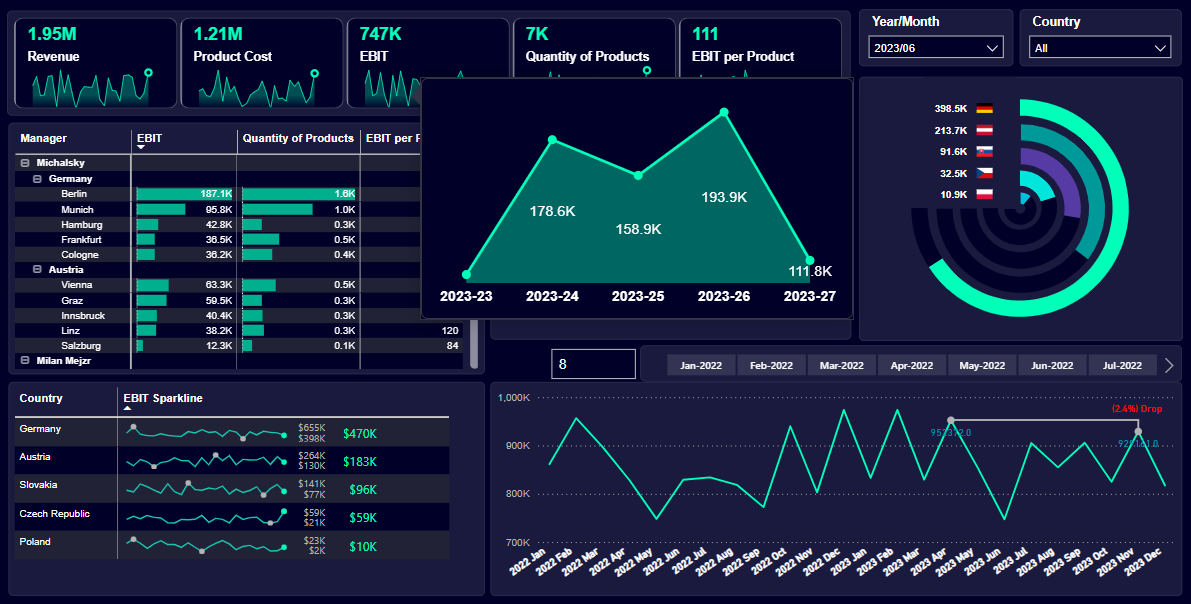 1.95M
Revenue
1.21M
Product Cost
747K
EBIT
7K
Quantity of Products
111
EBIT per Product
Year/Month
2023/06
Country
All
Manager EBIT Quantity of Products EBIT per P
Michalsky
Germany
Berlin 187.1K 1.6K
Munich 95.8K 1.0K
Hamburg 42.8K 0.3K
Frankfurt 36.5K 0.5K
Cologne 36.2K 0.4K
Austria
Vienna 63.3K 0.5K
Graz 59.5K 0.3K
Innsbruck 40.4K 0.3K
Linz 38.2K 0.3K 120
Salzburg 12.3K 0.1K 84
Milan Mejzr
178.6K
158.9K
193.9K
111.8K
2023-23 2023-24 2023-25 2023-26 2023-27
398.5K
213.7K
91.6K
32.5K
10.9K
8
Jan-2022 Feb-2022 Mar-2022 Apr-2022 May-2022 Jun-2022 Jul-2022
Country EBIT Sparkline
Germany $655K $398K $470K
Austria $264K $130K $183K
Slovakia $141K $77K $96K
Czech Republic $59K $21K $59K
Poland $23K $2K $10K
1,000K
900K
800K
700K
(2.4%) Drop
2022 Jan 2022 Feb 2022 Mar 2022 Apr 2022 May 2022 Jun 2022 Jul 2022 Aug 2022 Sep 2022 Oct 2022 Nov 2022 Dec 2023 Jan 2023 Feb 2023 Mar 2023 Apr 2023 May 2023 Jun 2023 Jul 2023 Aug 2023 Sep 2023 Oct 2023 Nov 2023 Dec